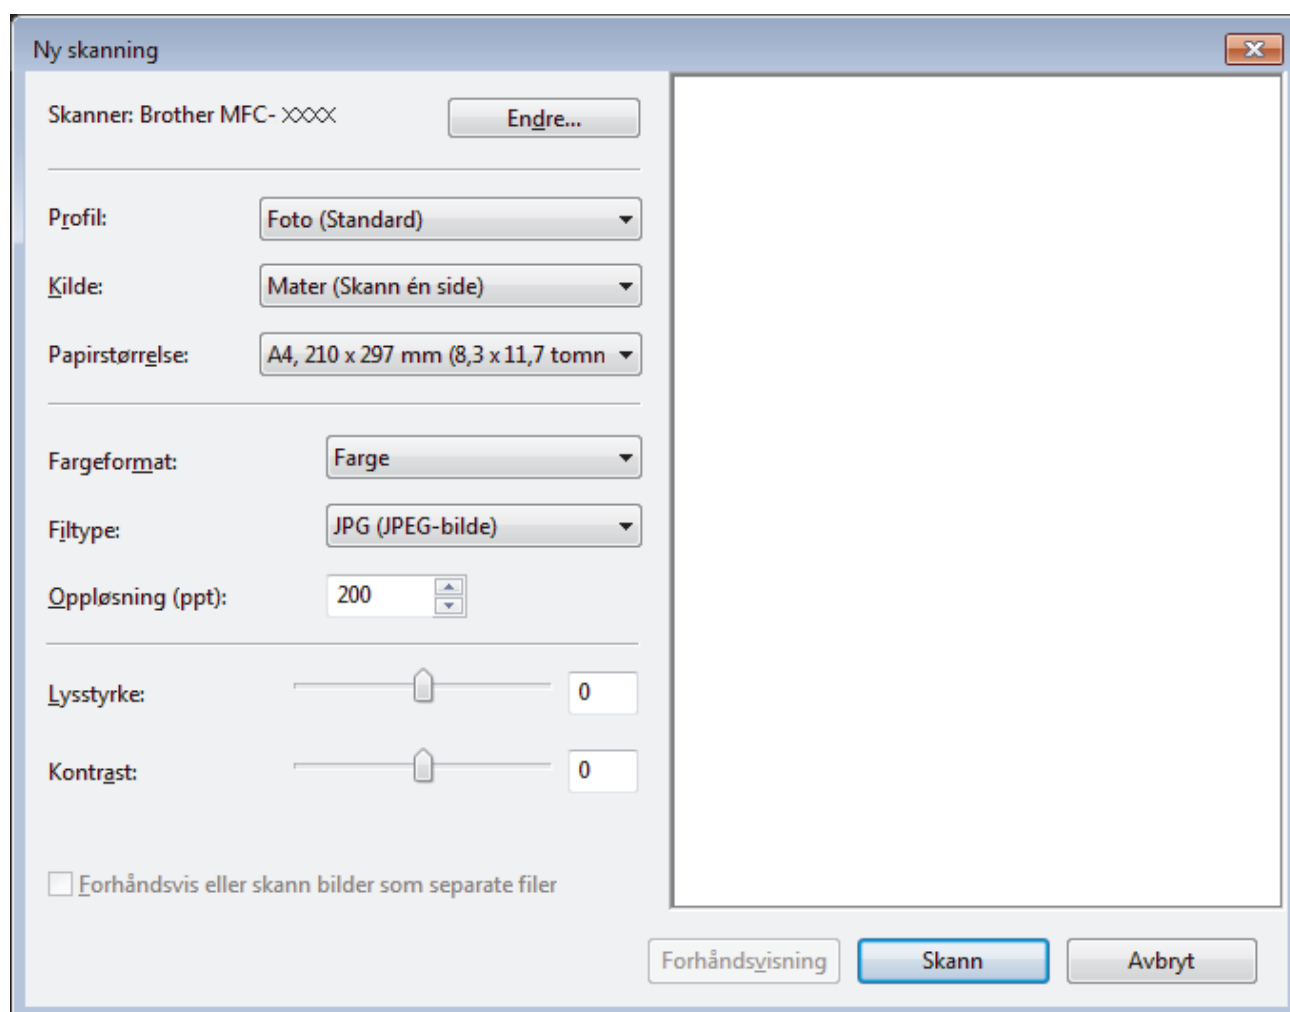 Ny skanning
Skanner: Brother MFC- XXXX
Endre...
Profil:
Foto (Standard)
Kilde:
Mater (Skann én side)
Papirstørrelse:
A4, 210 x 297 mm (8,3 x 11,7 tomn
Fargeformat:
Farge
Filtype:
JPG (JPEG-bilde)
Oppløsning (ppt):
200
Lysstyrke:
0
Kontrast:
0
Forhåndsvis eller skann bilder som separate filer
Forhåndsvisning
Skann
Avbryt